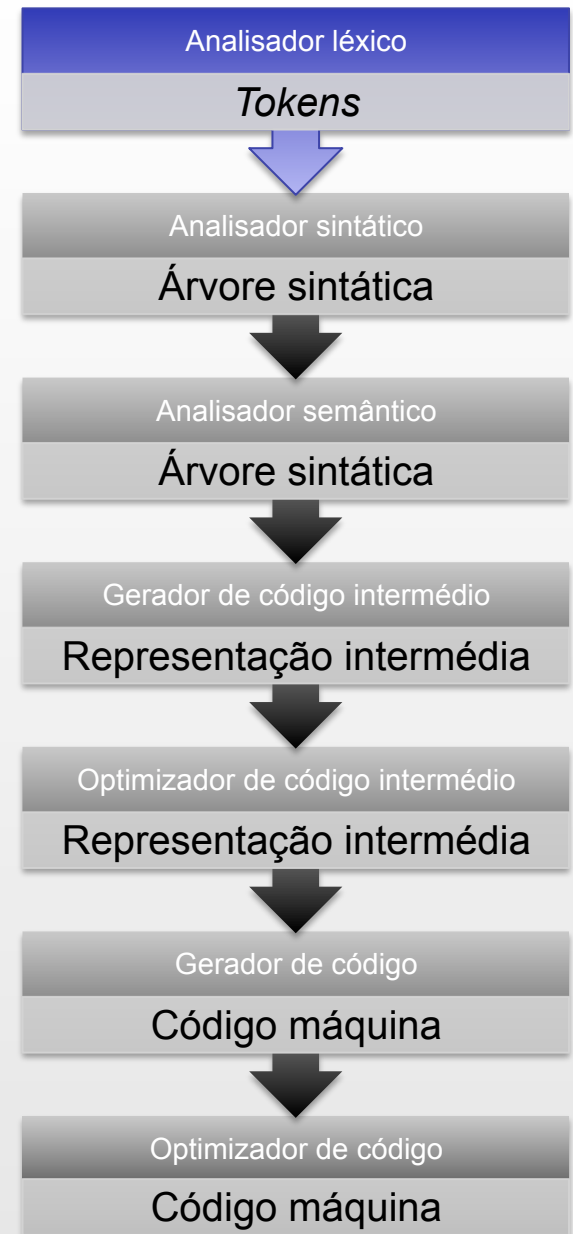 Analisador léxico
Tokens
Analisador sintático
Árvore sintática
Analisador semântico
Árvore sintática
Gerador de código intermédio
Representação intermédia
Optimizador de código intermédio
Representação intermédia
Gerador de código
Código máquina
Optimizador de código
Código máquina